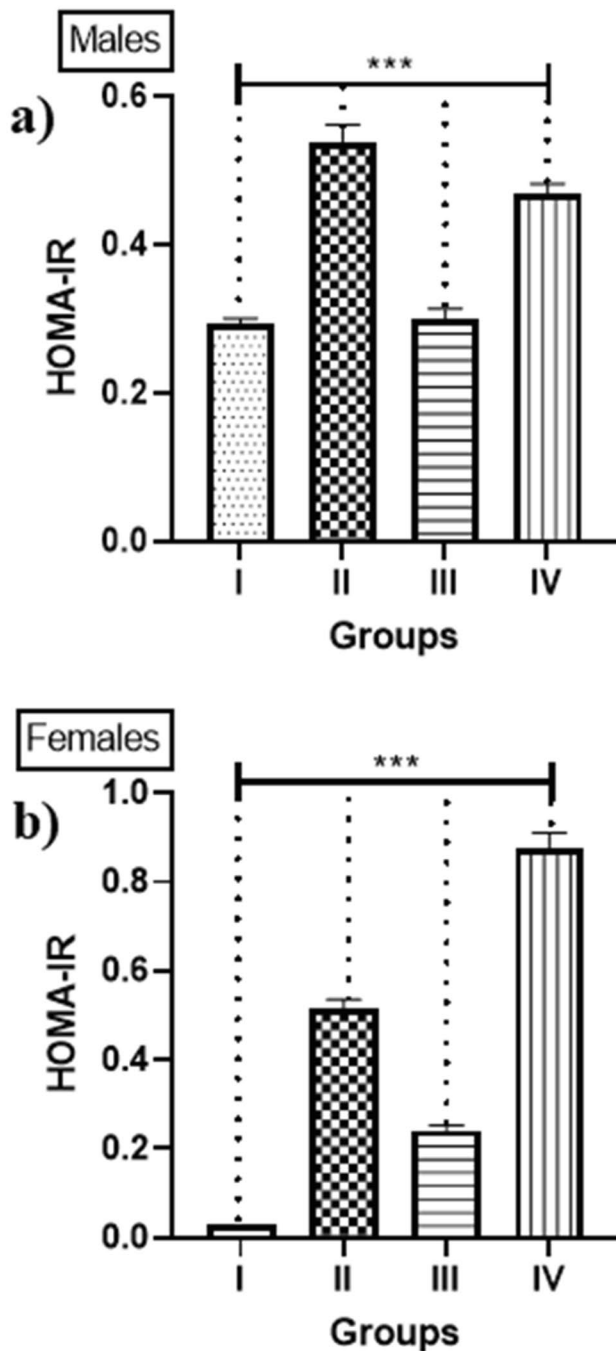 Males
a)
***
0.6
0.4
0.2
0.0
HOMA-IR
I II III IV
Groups
Females
b)
***
1.0
0.8
0.6
0.4
0.2
0.0
HOMA-IR
I II III IV
Groups